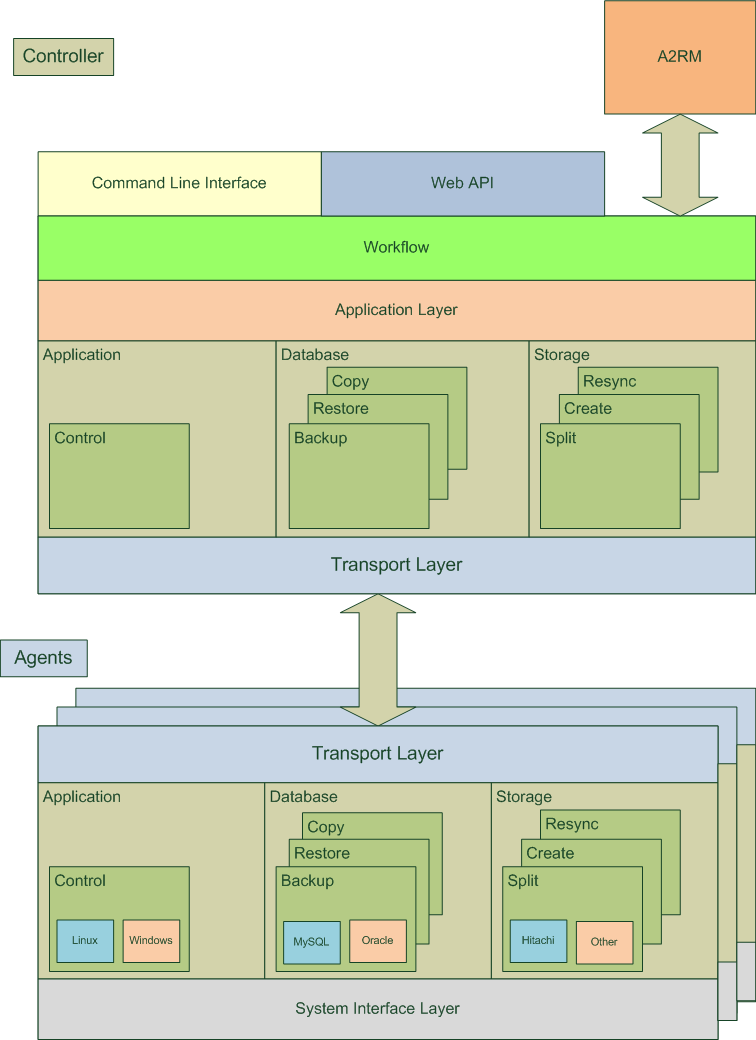 Controller
A2RM
Command Line Interface
Web API
Workflow
Application Layer
Application
Database
Storage
Copy
Resync
Restore
Create
Control
Backup
Split
Transport Layer
Agents
Transport Layer
Application
Database
Storage
Copy
Resync
Restore
Create
Control
Backup
Split
Linux
Windows
MySQL
Oracle
Hitachi
Other
System Interface Layer